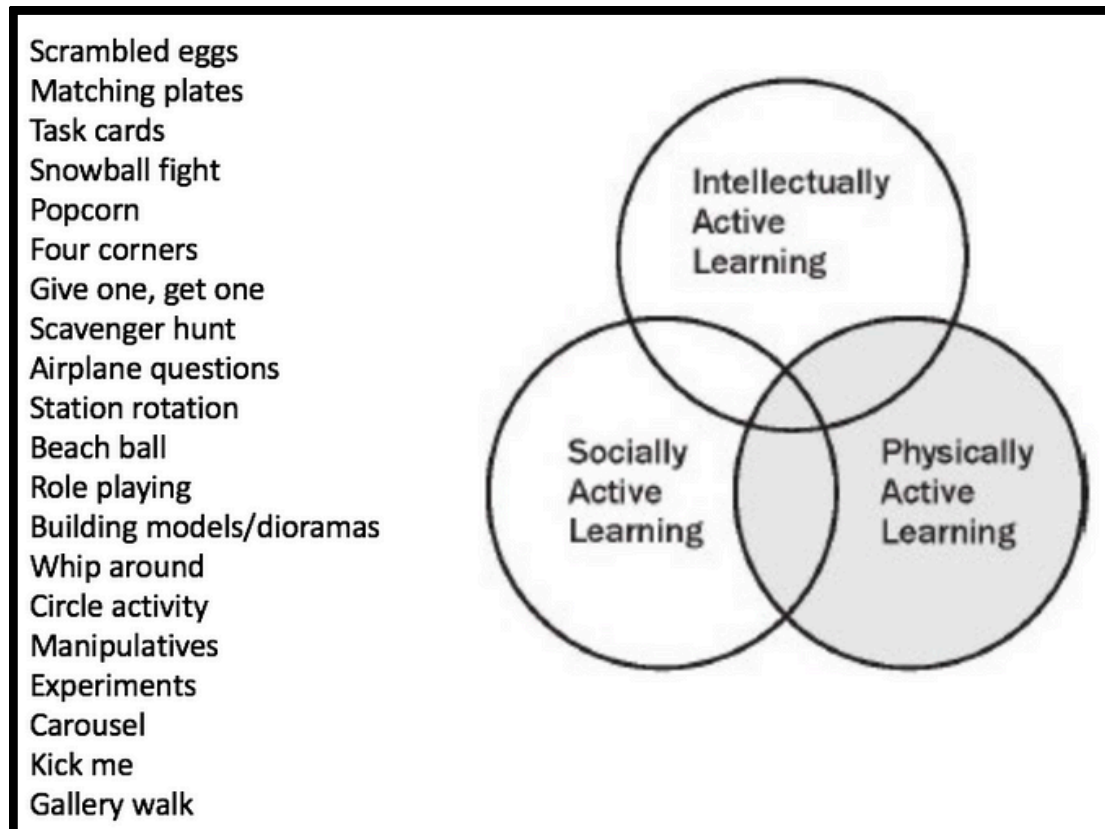 Scrambled eggs
Matching plates
Task cards
Snowball fight
Popcorn
Four corners
Give one, get one
Scavenger hunt
Airplane questions
Station rotation
Beach ball
Role playing
Building models/dioramas
Whip around
Circle activity
Manipulatives
Experiments
Carousel
Kick me
Gallery walk
Intellectually
Active
Learning
Socially
Active
Learning
Physically
Active
Learning